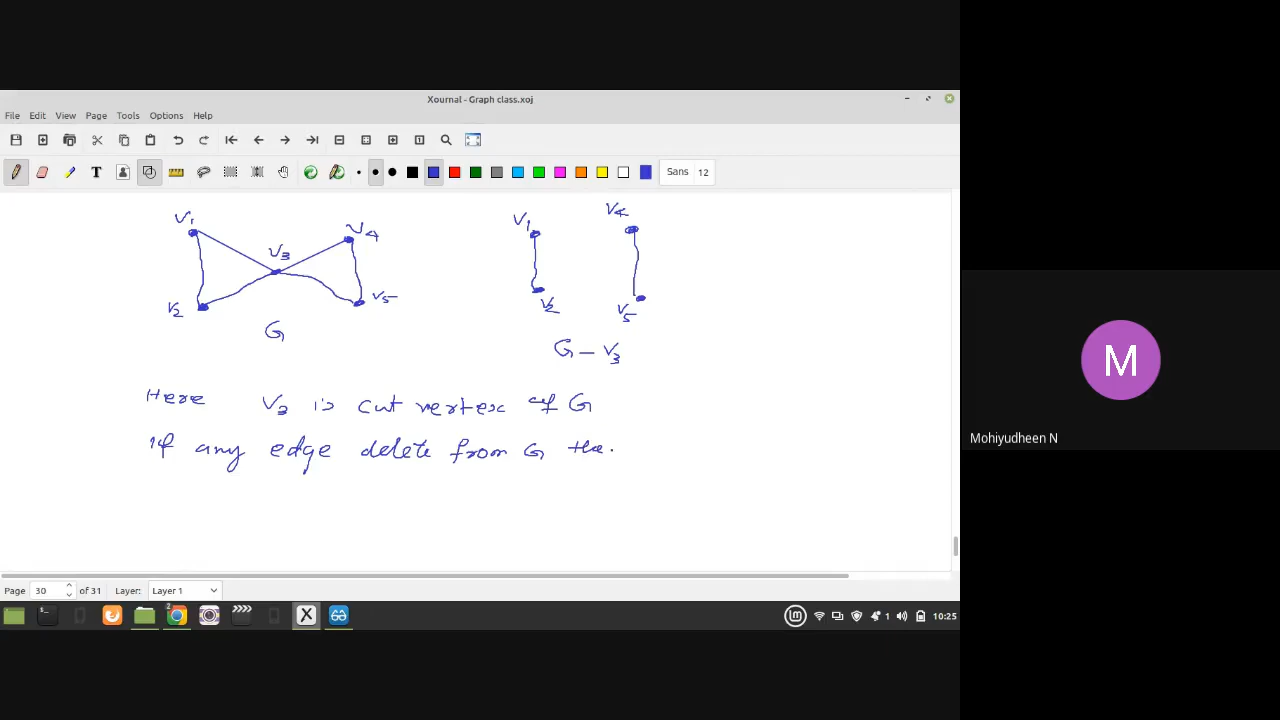 Xournal - Graph class.xoj
File Edit View Page Tools Options Help
Sans 12
V1 V4 V3 V2 V5
G
V1 V4 V2 V5
G - V3
Here V3 is cut vertex of G
If any edge delete from G the.
Mohiyudheen N
M
Page 30 of 31 Layer: Layer 1
2 X 1 10:25